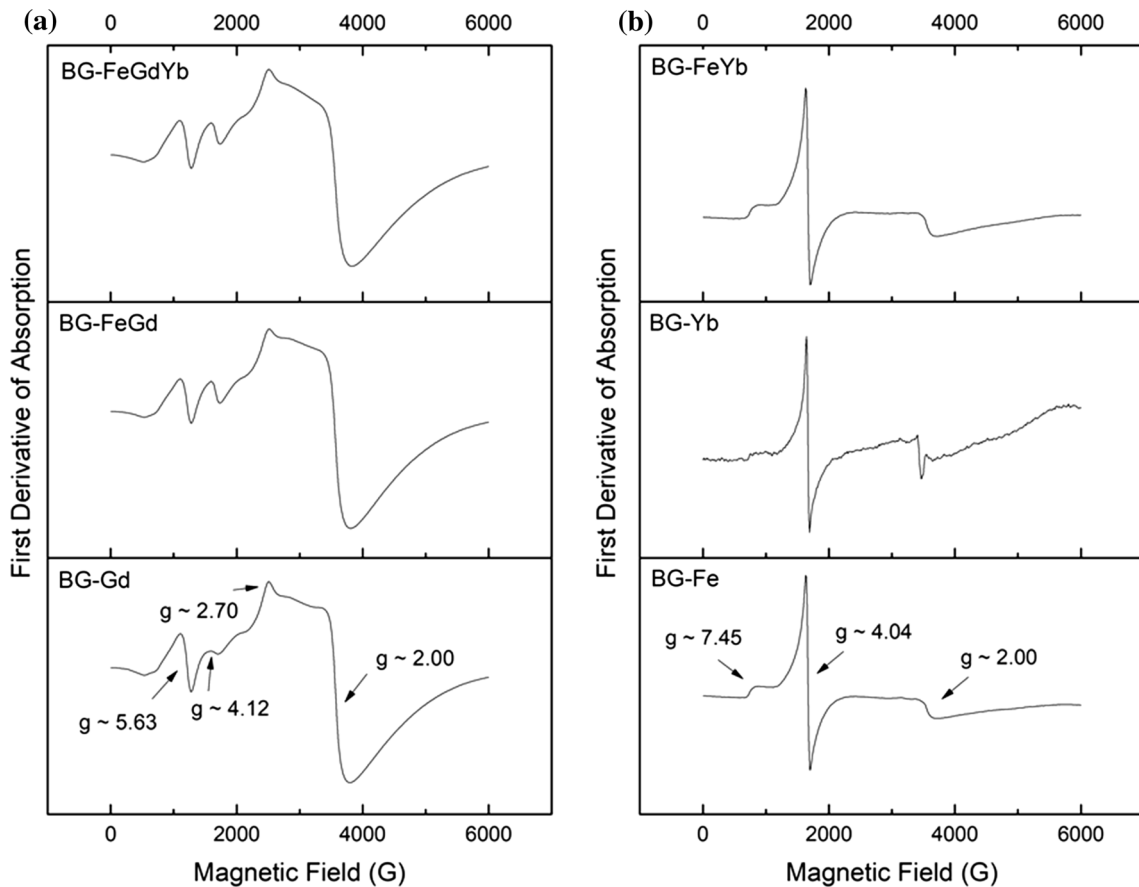 (a)
0 2000 4000 6000
BG-FeGdYb
BG-FeGd
BG-Gd
g ~ 2.70
g ~ 2.00
g ~ 5.63
g ~ 4.12
0 2000 4000 6000
Magnetic Field (G)
First Derivative of Absorption
(b)
0 2000 4000 6000
BG-FeYb
BG-Yb
BG-Fe
g ~ 7.45
g ~ 4.04
g ~ 2.00
0 2000 4000 6000
Magnetic Field (G)
First Derivative of Absorption